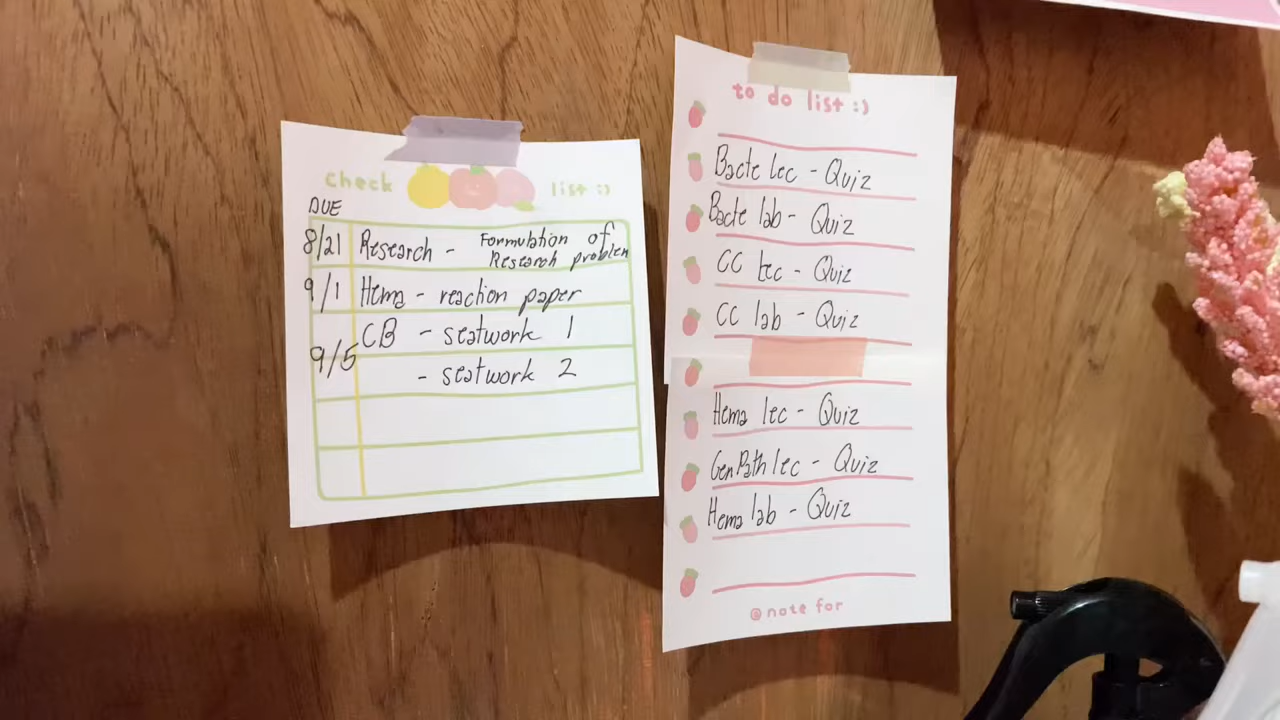 check list :)
DUE
8/21 Research - Formulation of
Research problem
9/1 Hema - reaction paper
CB - seatwork 1
9/5 - seatwork 2
to do list :)
Bacte lec - Quiz
Bacte lab - Quiz
CC lec - Quiz
CC lab - Quiz
Hema lec - Quiz
GenPath lec - Quiz
Hema lab - Quiz
@note for